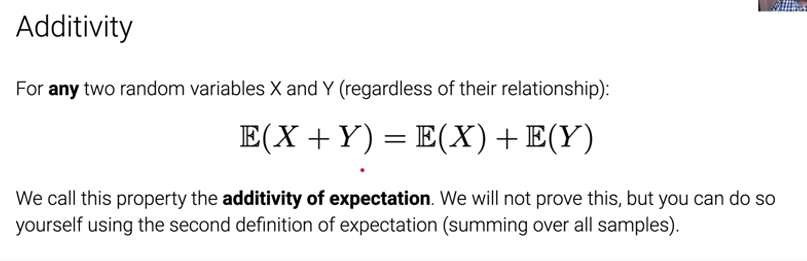 Additivity
For any two random variables X and Y (regardless of their relationship):
𝔼(X + Y) = 𝔼(X) + 𝔼(Y)
We call this property the additivity of expectation. We will not prove this, but you can do so
yourself using the second definition of expectation (summing over all samples).